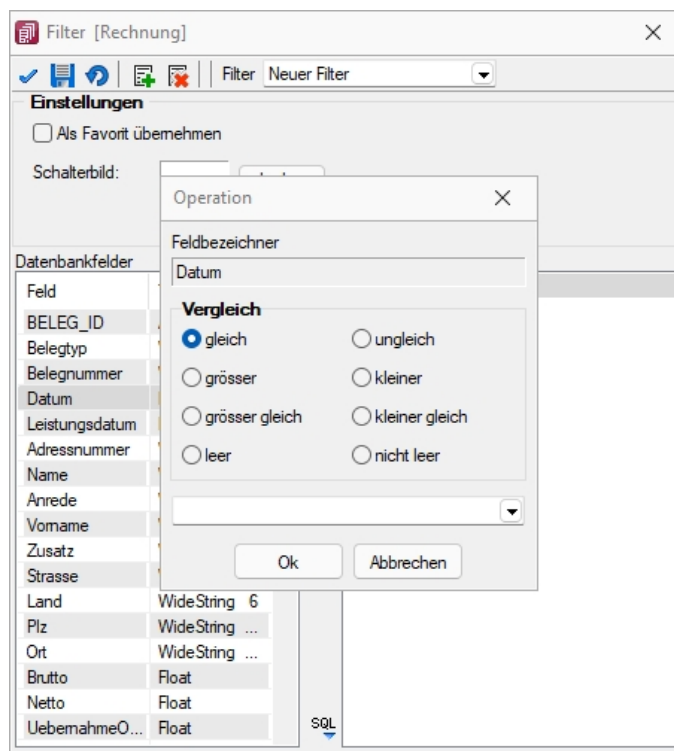 Filter [Rechnung]
Filter Neuer Filter
Einstellungen
Als Favorit übernehmen
Schalterbild:
Operation
Feldbezeichner
Datum
Vergleich
gleich ungleich
grösser kleiner
grösser gleich kleiner gleich
leer nicht leer
Ok Abbrechen
Datenbankfelder
Feld
BELEG_ID
Belegtyp
Belegnummer
Datum
Leistungsdatum
Adressnummer
Name
Anrede
Vorname
Zusatz
Strasse
Land WideString 6
Plz WideString ...
Ort WideString ...
Brutto Float
Netto Float
UebernahmeO... Float
SQL